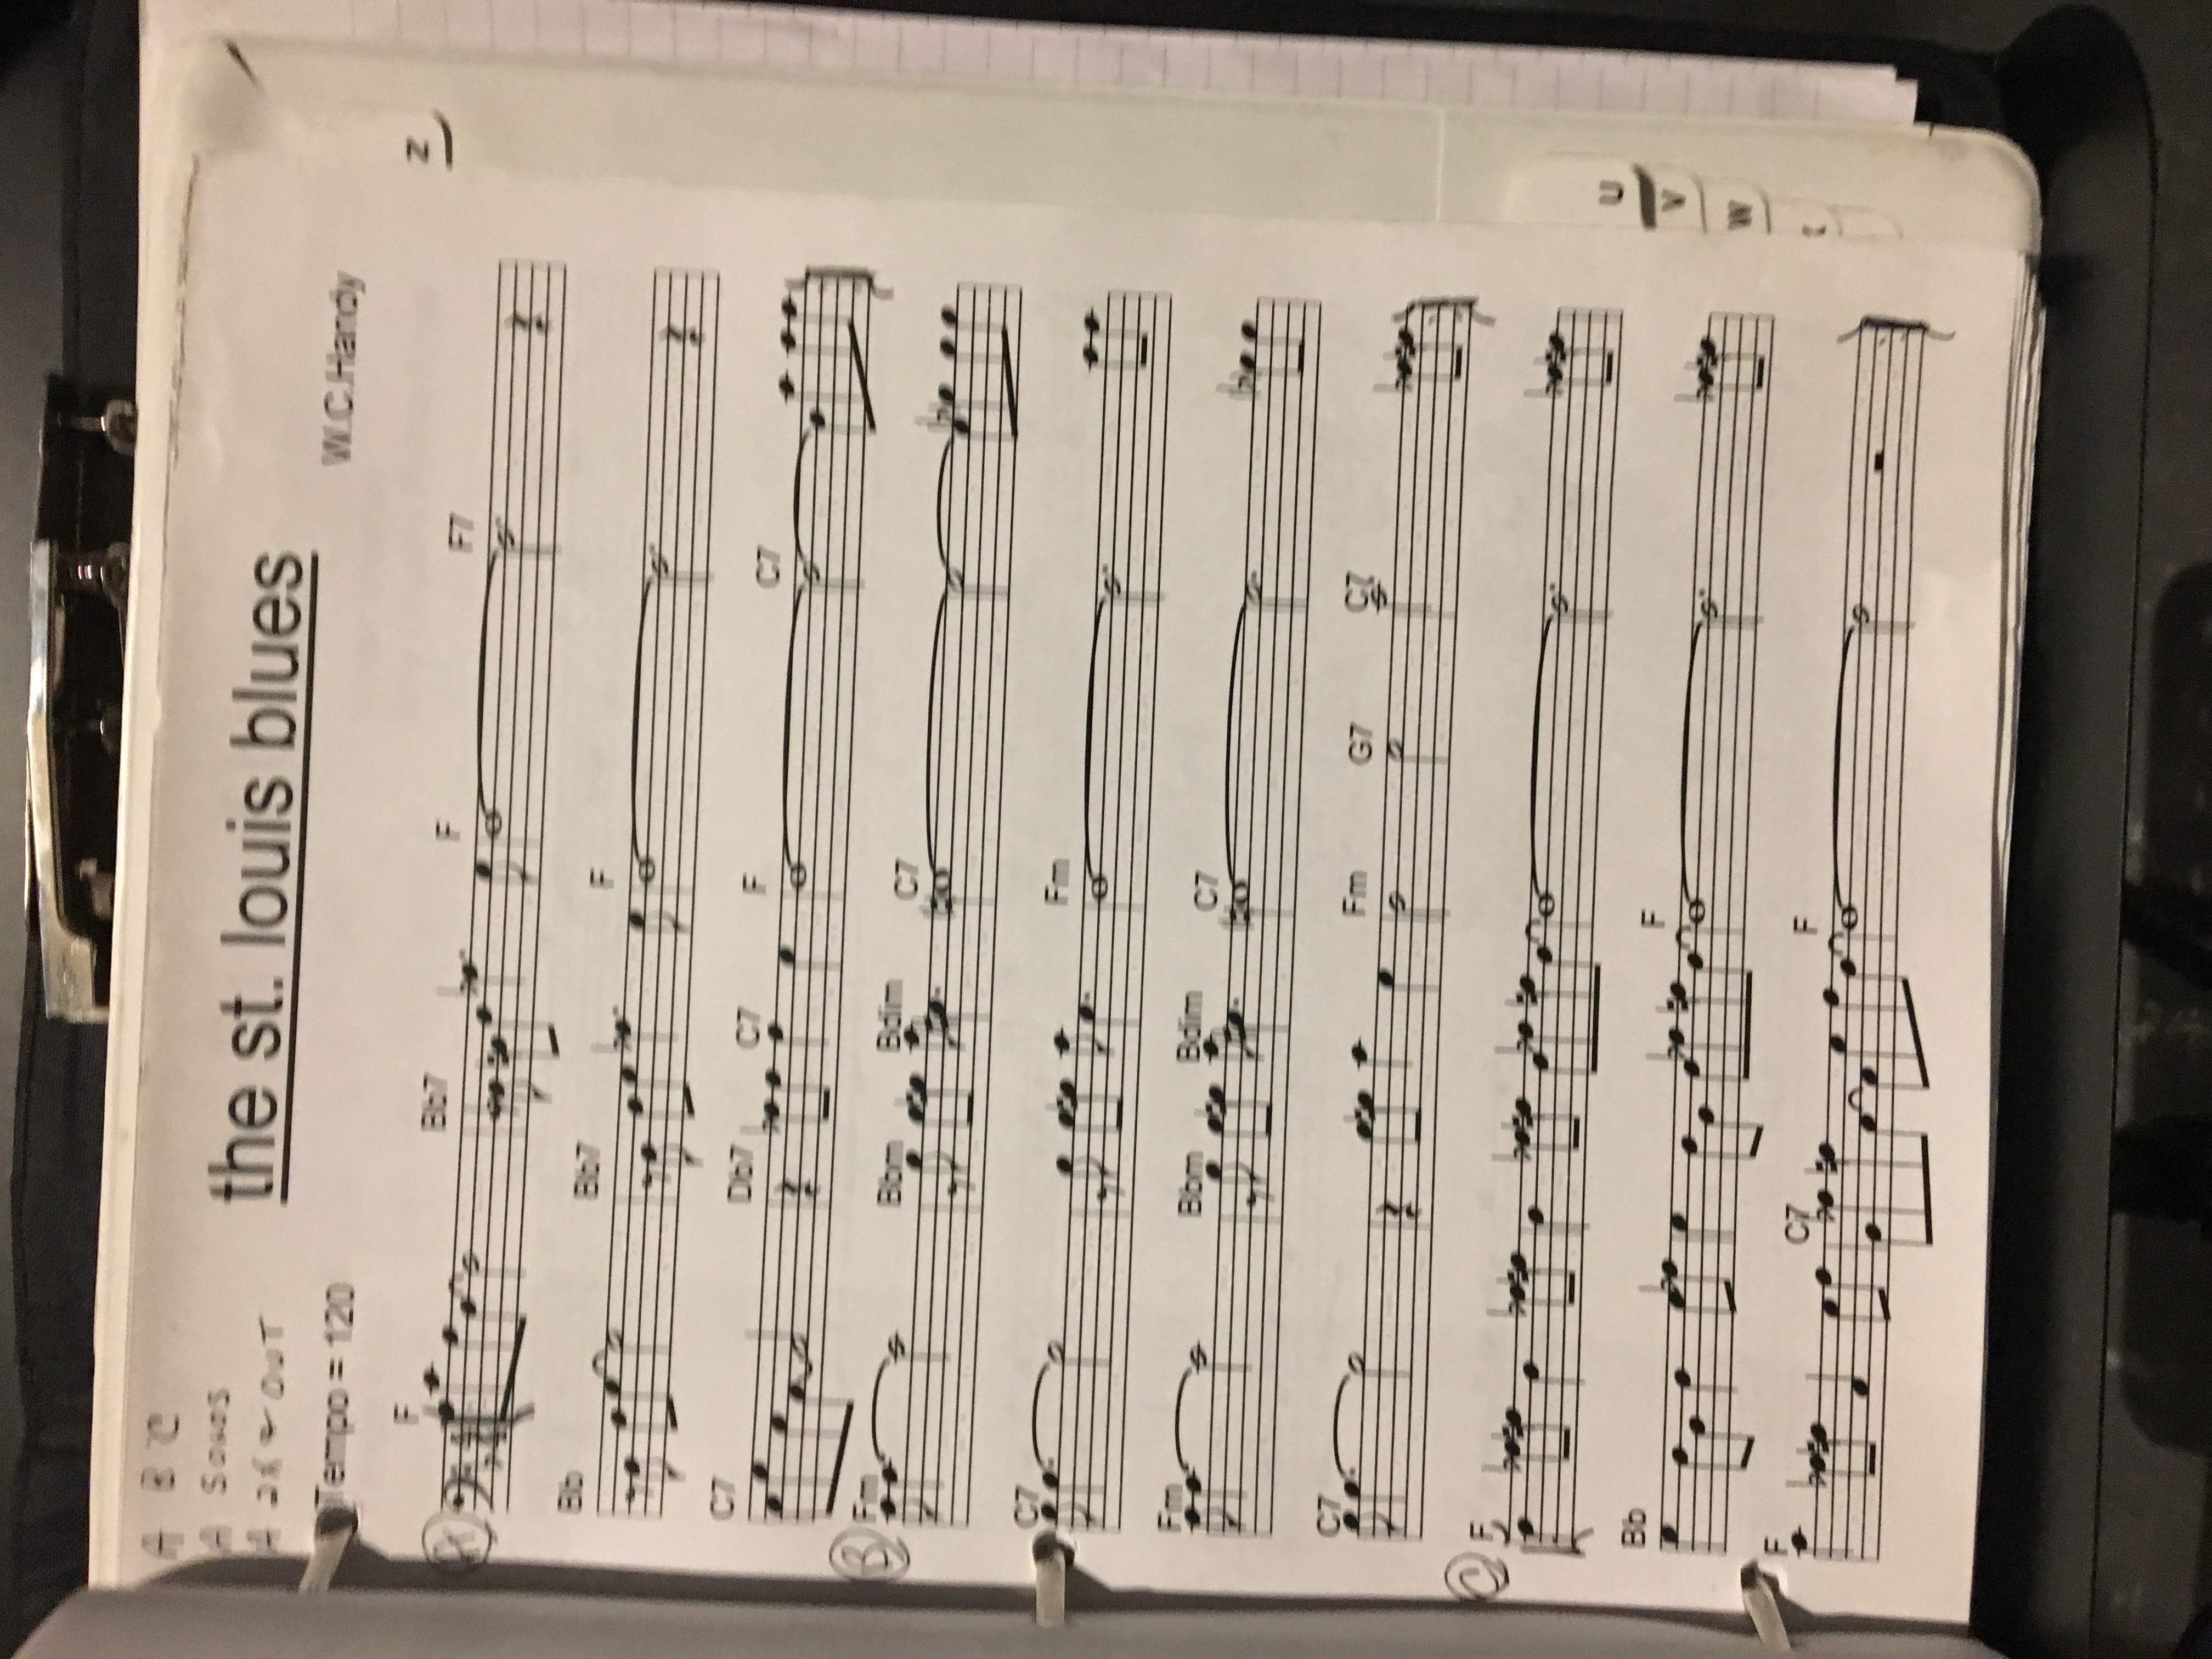 A B C
A SOLOS
A 2X & OUT
the st. louis blues
Tempo = 120
W.C.Handy
Z
A
F Bb7 F F7
Bb Bb7 F
C7 Db7 C7 F C7
B
Fm Bbm Bdim C7
C7 Fm
Fm Bbm Bdim C7
C7 Fm G7 C7
C
F
Bb F
F C7 F
U
V
W